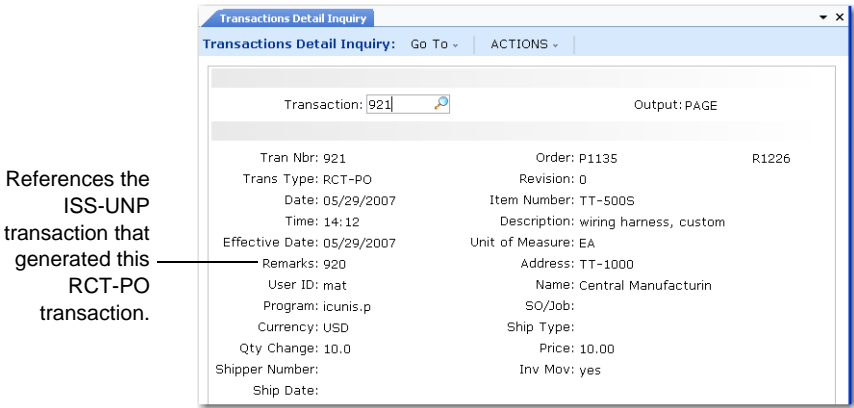 Transactions Detail Inquiry
Transactions Detail Inquiry: Go To ACTIONS
Transaction: 921 Output: PAGE
Tran Nbr: 921 Order: P1135 R1226
Trans Type: RCT-PO Revision: 0
Date: 05/29/2007 Item Number: TT-500S
Time: 14:12 Description: wiring harness, custom
Effective Date: 05/29/2007 Unit of Measure: EA
Remarks: 920 Address: TT-1000
User ID: mat Name: Central Manufacturin
Program: icunis.p SO/Job:
Currency: USD Ship Type:
Qty Change: 10.0 Price: 10.00
Shipper Number: Inv Mov: yes
Ship Date:
References the
ISS-UNP
transaction that
generated this
RCT-PO
transaction.